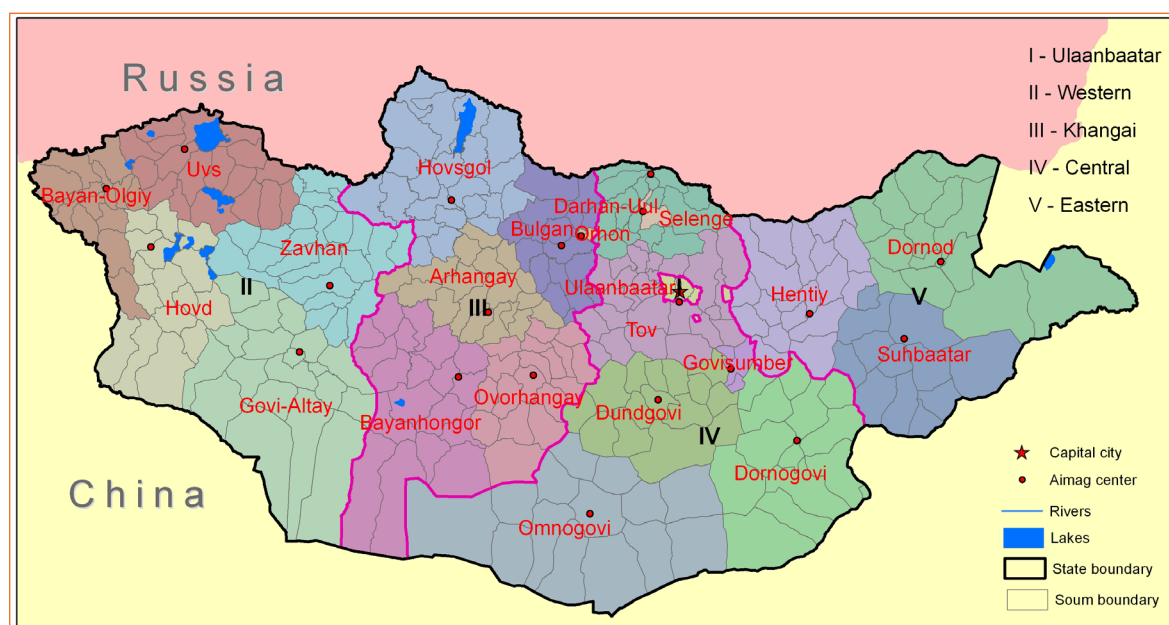 Russia
I - Ulaanbaatar
II - Western
III - Khangai
IV - Central
V - Eastern
Uvs
Bayan-Olgiy
Hovsgol
Darhan-Uul
Selenge
Bulgan
Orhon
Zavhan
Dornod
Arhangay
Ulaanbaatar
I
II
Hovd
III
Hentiy
V
Tov
Suhbaatar
Govisumber
Govi-Altay
Ovorhangay
Bayanhongor
Dundgovi
IV
Dornogovi
China
Omnogovi
Capital city
Aimag center
Rivers
Lakes
State boundary
Soum boundary